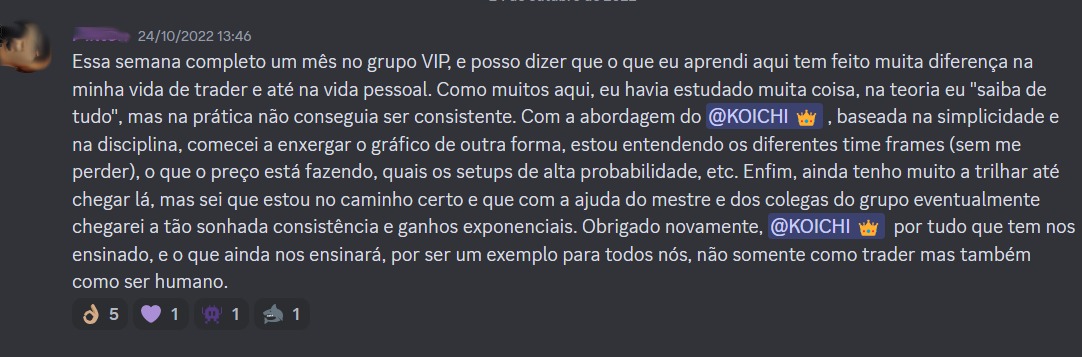 24/10/2022 13:46
Essa semana completo um mês no grupo VIP, e posso dizer que o que eu aprendi aqui tem feito muita diferença na
minha vida de trader e até na vida pessoal. Como muitos aqui, eu havia estudado muita coisa, na teoria eu "saiba de
tudo", mas na prática não conseguia ser consistente. Com a abordagem do @KOICHI 👑 , baseada na simplicidade e
na disciplina, comecei a enxergar o gráfico de outra forma, estou entendendo os diferentes time frames (sem me
perder), o que o preço está fazendo, quais os setups de alta probabilidade, etc. Enfim, ainda tenho muito a trilhar até
chegar lá, mas sei que estou no caminho certo e que com a ajuda do mestre e dos colegas do grupo eventualmente
chegarei a tão sonhada consistência e ganhos exponenciais. Obrigado novamente, @KOICHI 👑 por tudo que tem nos
ensinado, e o que ainda nos ensinará, por ser um exemplo para todos nós, não somente como trader mas também
como ser humano.
👌 5 💜 1 👾 1 🦈 1